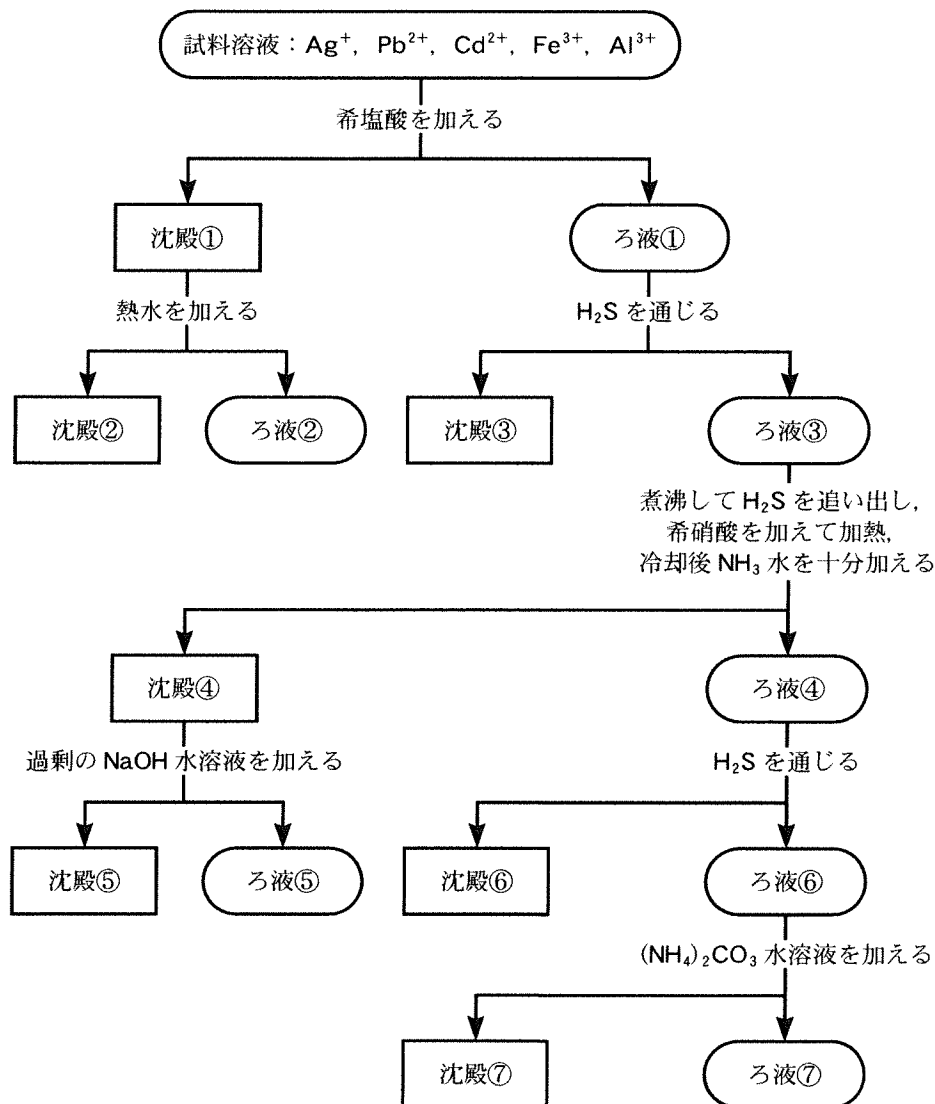 試料溶液：Ag⁺, Pb²⁺, Cd²⁺, Fe³⁺, Al³⁺
希塩酸を加える
沈殿①
ろ液①
熱水を加える
H₂S を通じる
沈殿②
ろ液②
沈殿③
ろ液③
煮沸して H₂S を追い出し,
希硝酸を加えて加熱,
冷却後 NH₃ 水を十分加える
沈殿④
ろ液④
過剰の NaOH 水溶液を加える
H₂S を通じる
沈殿⑤
ろ液⑤
沈殿⑥
ろ液⑥
(NH₄)₂CO₃ 水溶液を加える
沈殿⑦
ろ液⑦